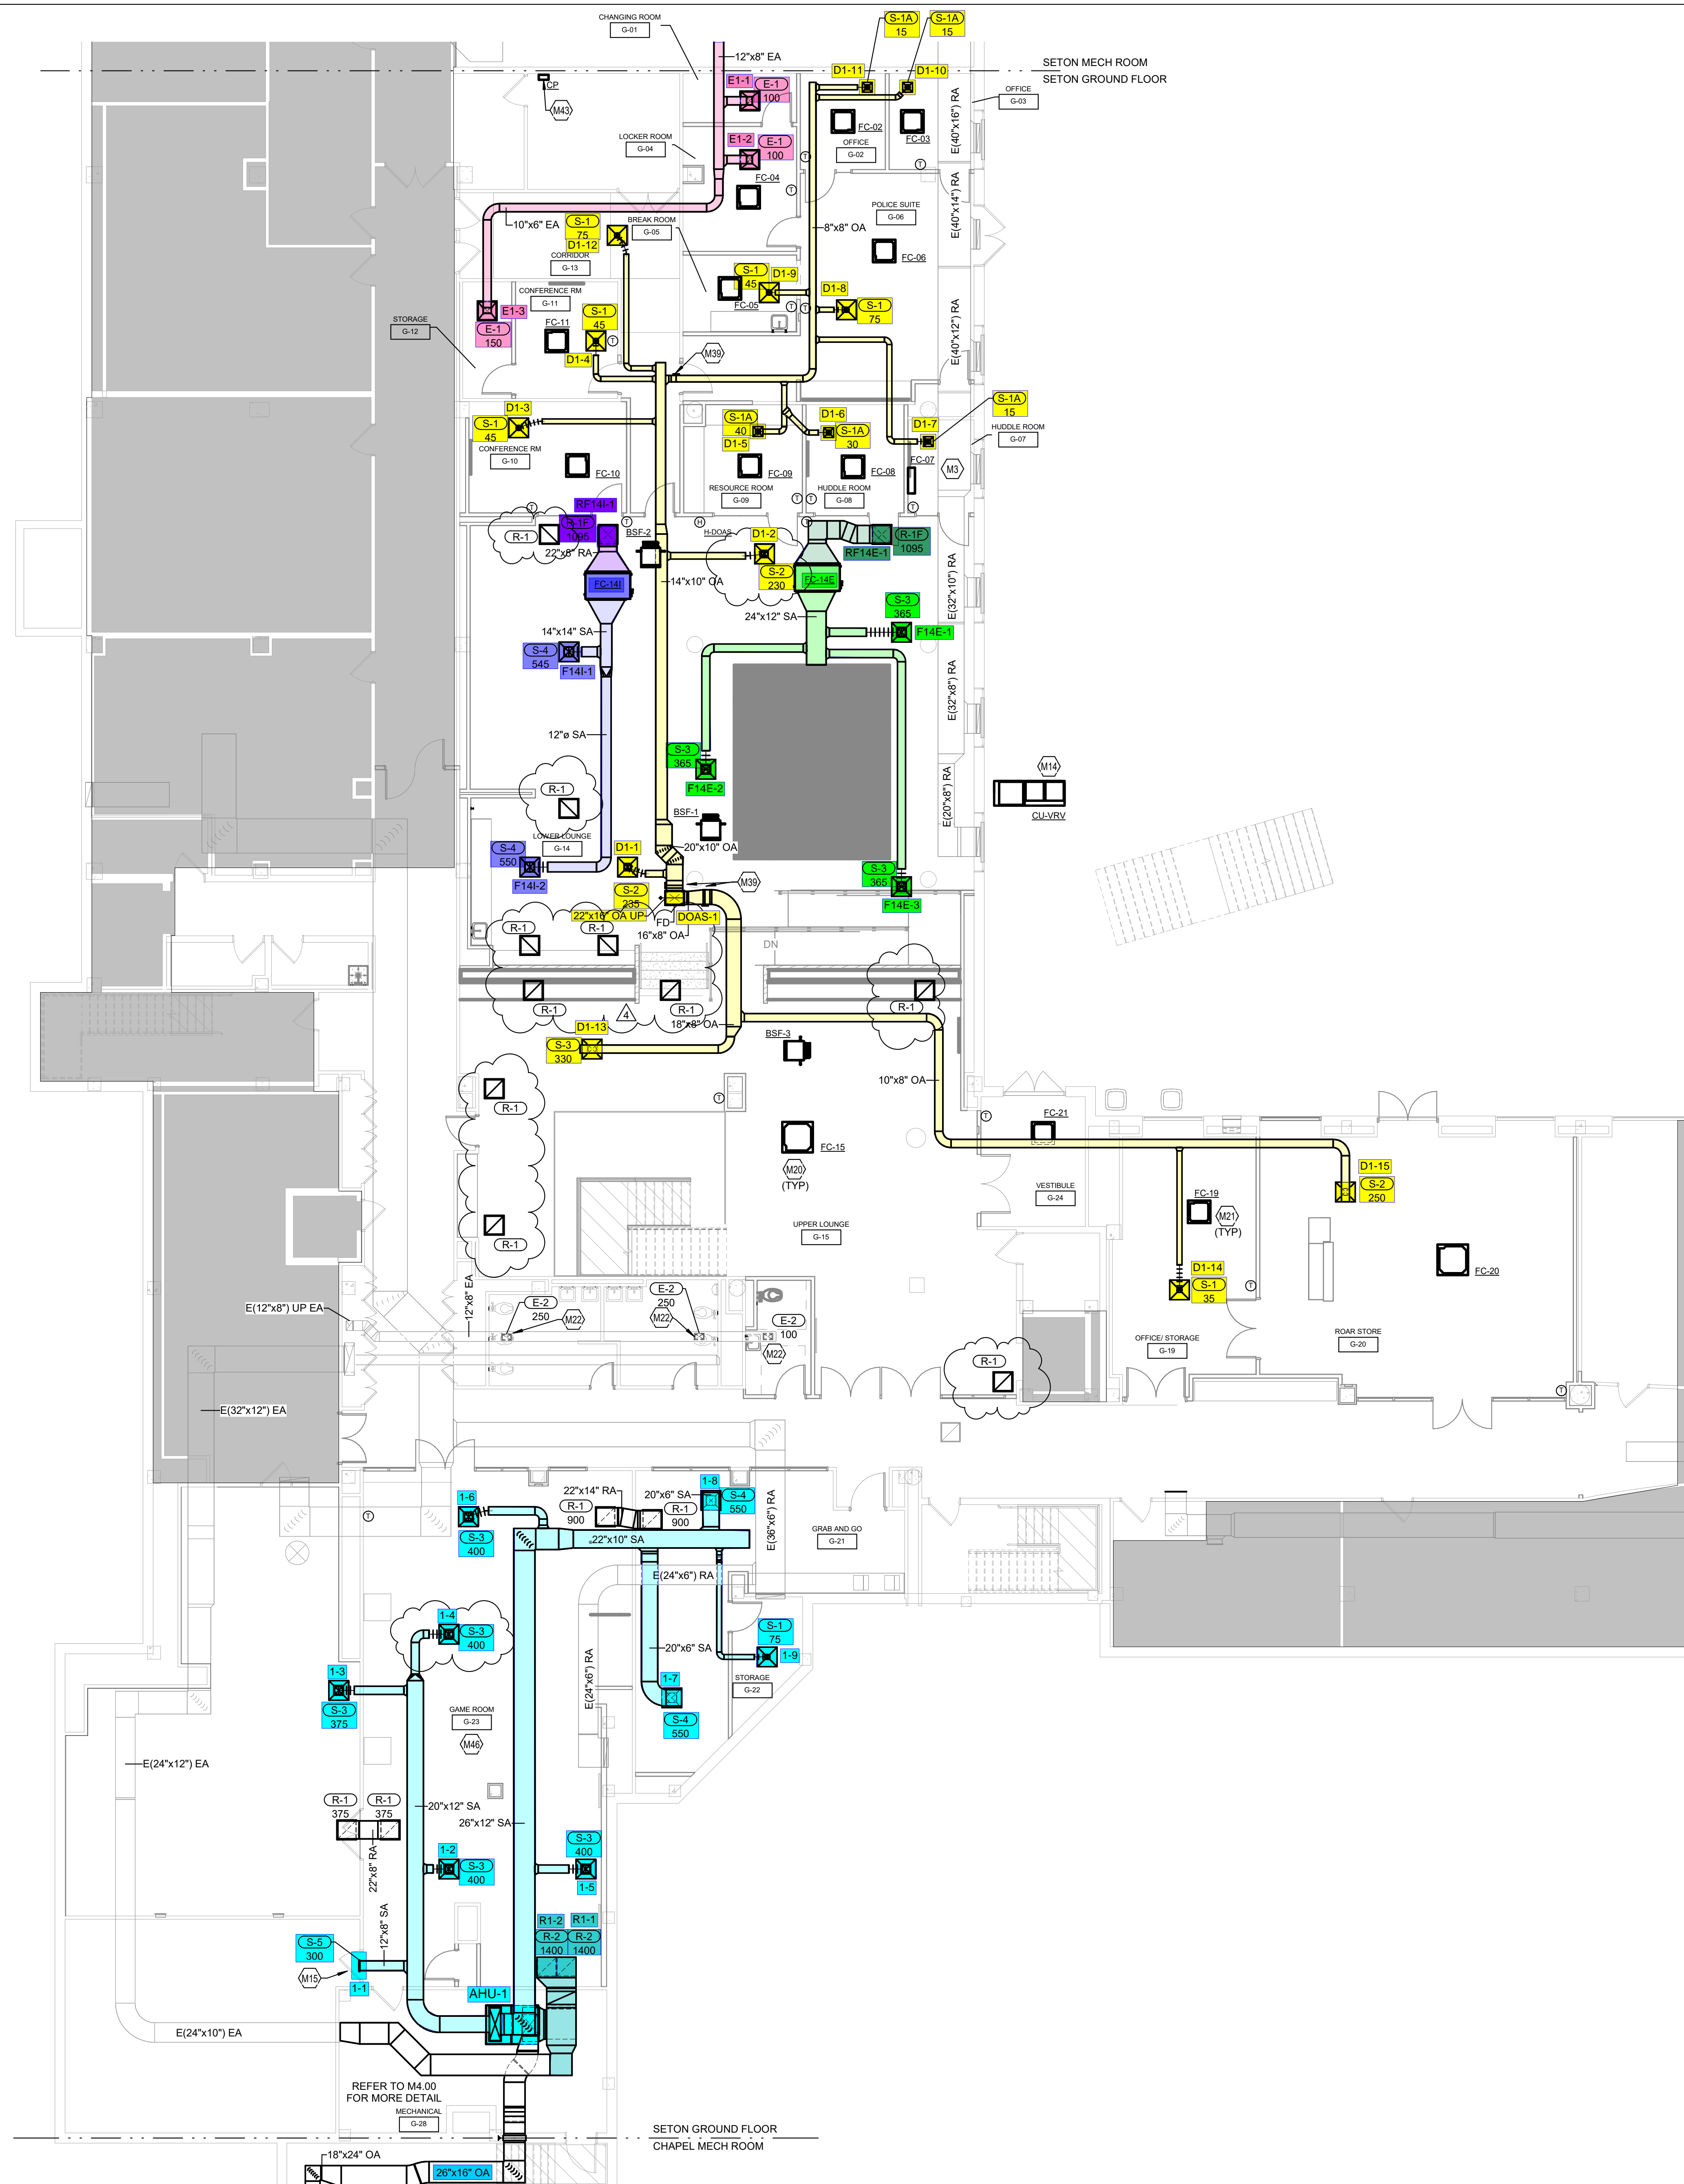 CHANGING ROOM
G-01
S-1A
15
S-1A
15
12"x8" EA
SETON MECH ROOM
SETON GROUND FLOOR
CP
M43
E1-1
E-1
100
D1-11
D1-10
OFFICE
G-03
FC-02
FC-03
OFFICE
G-02
E(40"x16") RA
LOCKER ROOM
G-04
E1-2
E-1
100
FC-04
T
T
T
10"x6" EA
S-1
75
D1-12
BREAK ROOM
G-05
POLICE SUITE
G-06
8"x8" OA
E(40"x14") RA
CORRIDOR
G-13
FC-06
CONFERENCE RM
G-11
S-1
45
D1-9
FC-05
D1-8
S-1
75
T
T
STORAGE
G-12
E1-3
E-1
150
FC-11
S-1
45
T
D1-4
M39
E(40"x12") RA
D1-3
S-1
45
CONFERENCE RM
G-10
FC-10
S-1A
40
D1-5
D1-6
S-1A
30
D1-7
S-1A
15
HUDDLE ROOM
G-07
FC-09
FC-08
FC-07
M3
RESOURCE ROOM
G-09
HUDDLE ROOM
G-08
T
T
T
T
RF14I-1
R-1
R-1F
1095
T
BSF-2
H
H-DOAS
T
D1-2
22"x8" RA
RF14E-1
R-1F
1095
FC-14I
14"x10" OA
S-2
230
FC-14E
24"x12" SA
E(32"x10") RA
S-3
365
F14E-1
14"x14" SA
S-4
545
F14I-1
E(32"x8") RA
12"ø SA
S-3
365
F14E-2
R-1
M14
CU-VRV
E(20"x8") RA
BSF-1
LOWER LOUNGE
G-14
20"x10" OA
S-4
550
F14I-2
D1-1
S-2
235
M39
S-3
365
F14E-3
22"x16" OA UP
FD
DOAS-1
16"x8" OA
R-1
R-1
DN
R-1
R-1
4
R-1
18"x8" OA
D1-13
S-3
330
BSF-3
10"x8" OA
R-1
T
T
FC-21
FC-15
M20
(TYP)
D1-15
S-2
250
VESTIBULE
G-24
FC-19
M21
(TYP)
R-1
UPPER LOUNGE
G-15
D1-14
S-1
35
T
FC-20
12"x8" EA
E(12"x8") UP EA
E-2
250
M22
E-2
250
M22
E-2
100
M22
OFFICE/ STORAGE
G-19
ROAR STORE
G-20
R-1
T
E(32"x12") EA
1-6
22"x14" RA
R-1
900
R-1
900
20"x6" SA
1-8
S-4
550
T
S-3
400
22"x10" SA
E(36"x6") RA
GRAB AND GO
G-21
E(24"x6") RA
1-4
S-3
400
S-1
75
1-9
20"x6" SA
E(24"x6") RA
1-3
S-3
375
1-7
STORAGE
G-22
GAME ROOM
G-23
M46
S-4
550
E(24"x12") EA
R-1
375
R-1
375
20"x12" SA
26"x12" SA
22"x8" RA
1-2
S-3
400
S-3
400
1-5
12"x8" SA
S-5
300
M15
1-1
R1-2
R1-1
R-2
1400
R-2
1400
AHU-1
E(24"x10") EA
REFER TO M4.00
FOR MORE DETAIL
MECHANICAL
G-28
SETON GROUND FLOOR
CHAPEL MECH ROOM
18"x24" OA
26"x16" OA